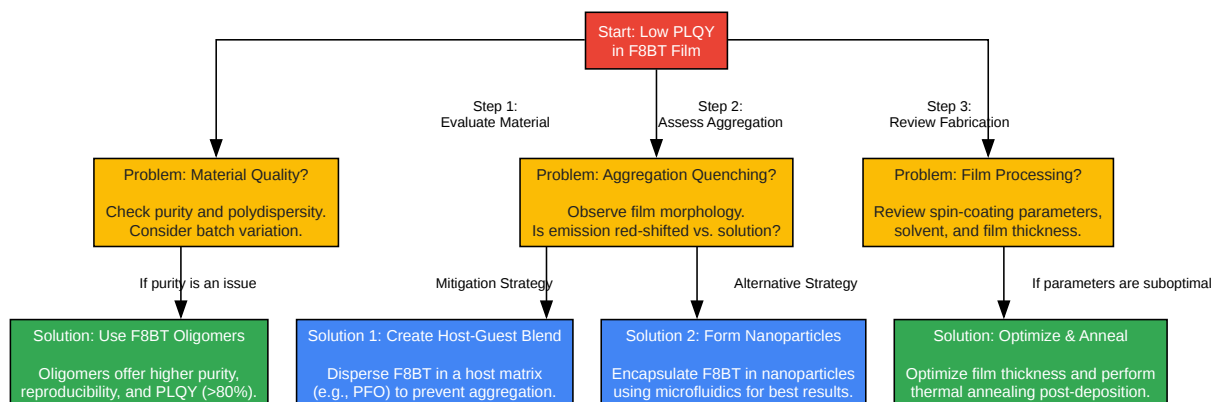 Start: Low PLQY
in F8BT Film
Step 1:
Evaluate Material
Step 2:
Assess Aggregation
Step 3:
Review Fabrication
Problem: Material Quality?
Check purity and polydispersity.
Consider batch variation.
Problem: Aggregation Quenching?
Observe film morphology.
Is emission red-shifted vs. solution?
Problem: Film Processing?
Review spin-coating parameters,
solvent, and film thickness.
If purity is an issue
Mitigation Strategy
Alternative Strategy
If parameters are suboptimal
Solution: Use F8BT Oligomers
Oligomers offer higher purity,
reproducibility, and PLQY (>80%).
Solution 1: Create Host-Guest Blend
Disperse F8BT in a host matrix
(e.g., PFO) to prevent aggregation.
Solution 2: Form Nanoparticles
Encapsulate F8BT in nanoparticles
using microfluidics for best results.
Solution: Optimize & Anneal
Optimize film thickness and perform
thermal annealing post-deposition.